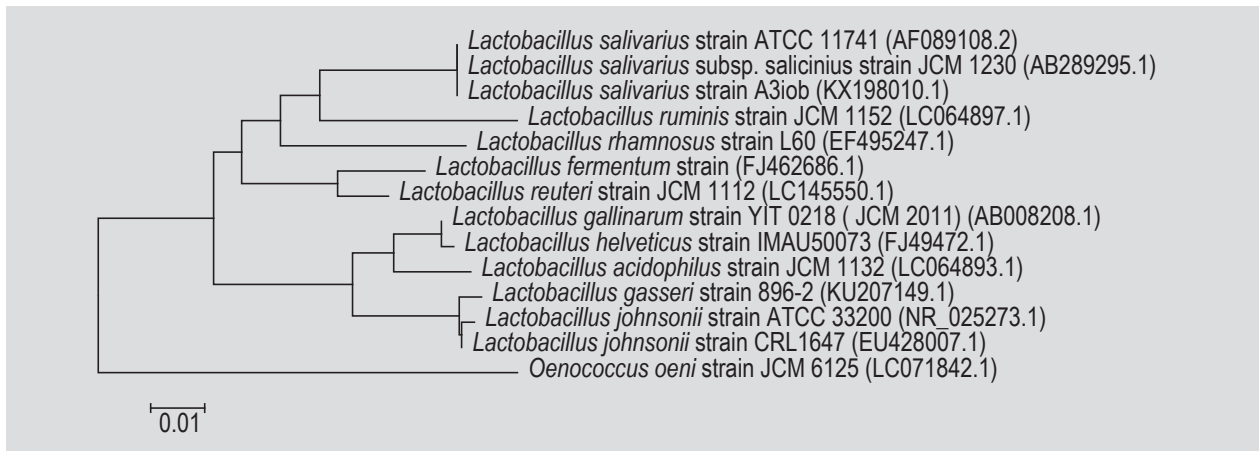 Lactobacillus salivarius strain ATCC 11741 (AF089108.2)
Lactobacillus salivarius subsp. salicinius strain JCM 1230 (AB289295.1)
Lactobacillus salivarius strain A3iob (KX198010.1)
Lactobacillus ruminis strain JCM 1152 (LC064897.1)
Lactobacillus rhamnosus strain L60 (EF495247.1)
Lactobacillus fermentum strain (FJ462686.1)
Lactobacillus reuteri strain JCM 1112 (LC145550.1)
Lactobacillus gallinarum strain YIT 0218 ( JCM 2011) (AB008208.1)
Lactobacillus helveticus strain IMAU50073 (FJ49472.1)
Lactobacillus acidophilus strain JCM 1132 (LC064893.1)
Lactobacillus gasseri strain 896-2 (KU207149.1)
Lactobacillus johnsonii strain ATCC 33200 (NR_025273.1)
Lactobacillus johnsonii strain CRL1647 (EU428007.1)
Oenococcus oeni strain JCM 6125 (LC071842.1)
0.01